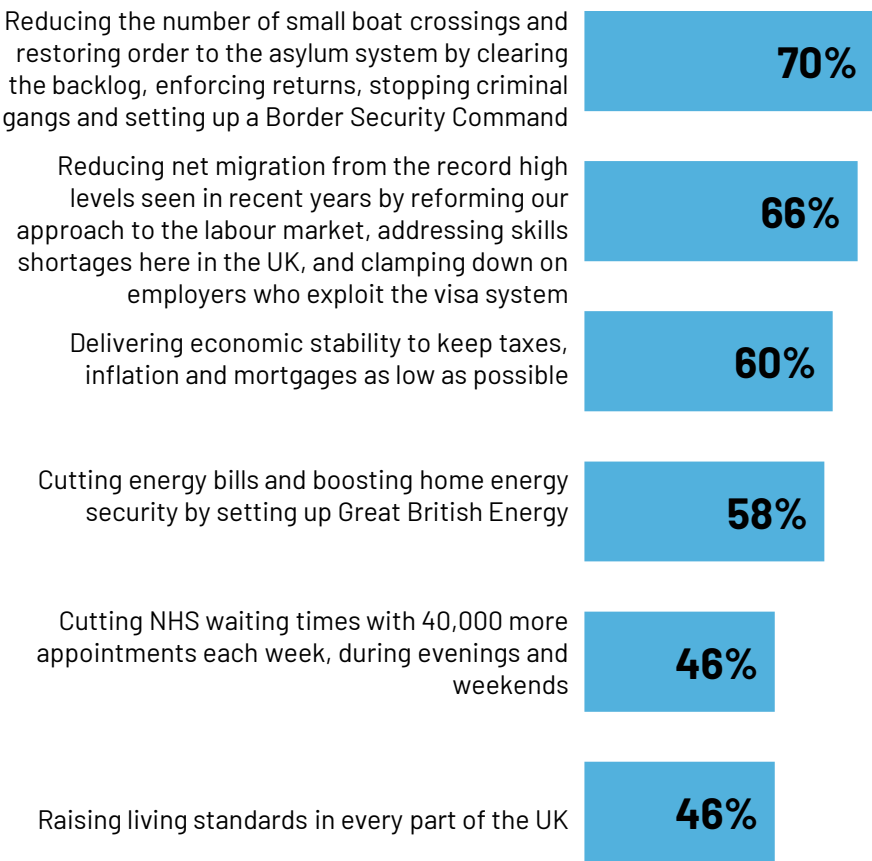 Reducing the number of small boat crossings and
restoring order to the asylum system by clearing
the backlog, enforcing returns, stopping criminal
gangs and setting up a Border Security Command
70%
Reducing net migration from the record high
levels seen in recent years by reforming our
approach to the labour market, addressing skills
shortages here in the UK, and clamping down on
employers who exploit the visa system
66%
Delivering economic stability to keep taxes,
inflation and mortgages as low as possible
60%
Cutting energy bills and boosting home energy
security by setting up Great British Energy
58%
Cutting NHS waiting times with 40,000 more
appointments each week, during evenings and
weekends
46%
Raising living standards in every part of the UK
46%